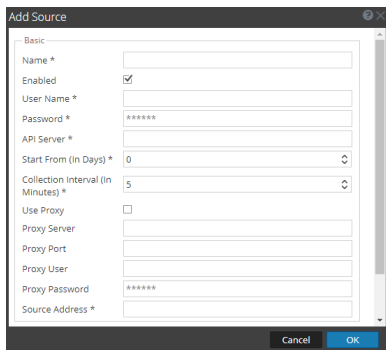 Add Source
Basic
Name *
Enabled
User Name *
Password * ******
API Server *
Start From (In Days) * 0
Collection Interval (In
Minutes) * 5
Use Proxy
Proxy Server
Proxy Port
Proxy User
Proxy Password ******
Source Address *
Cancel OK